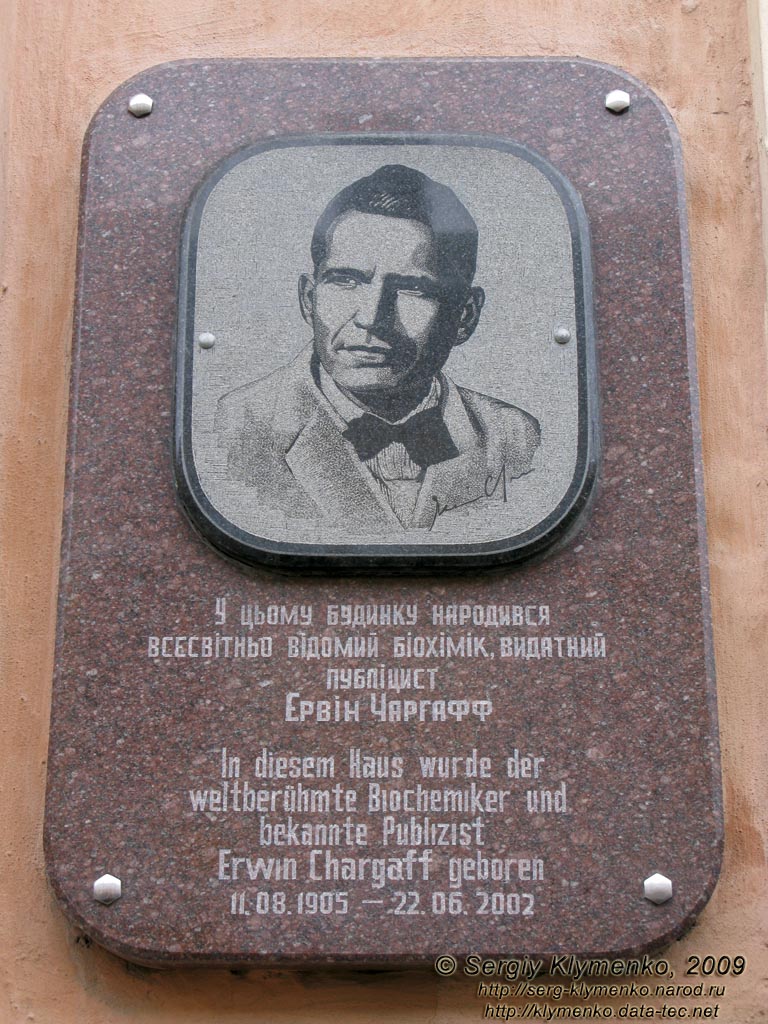 У цьому будинку народився
всесвітньо відомий біохімік, видатний
публіцист
Ервін Чаргафф
In diesem Haus wurde der
weltberühmte Biochemiker und
bekannte Publizist
Erwin Chargaff geboren
11.08.1905 – 22.06.2002
© Sergiy Klymenko, 2009
http://serg-klymenko.narod.ru
http://klymenko.data-tec.net